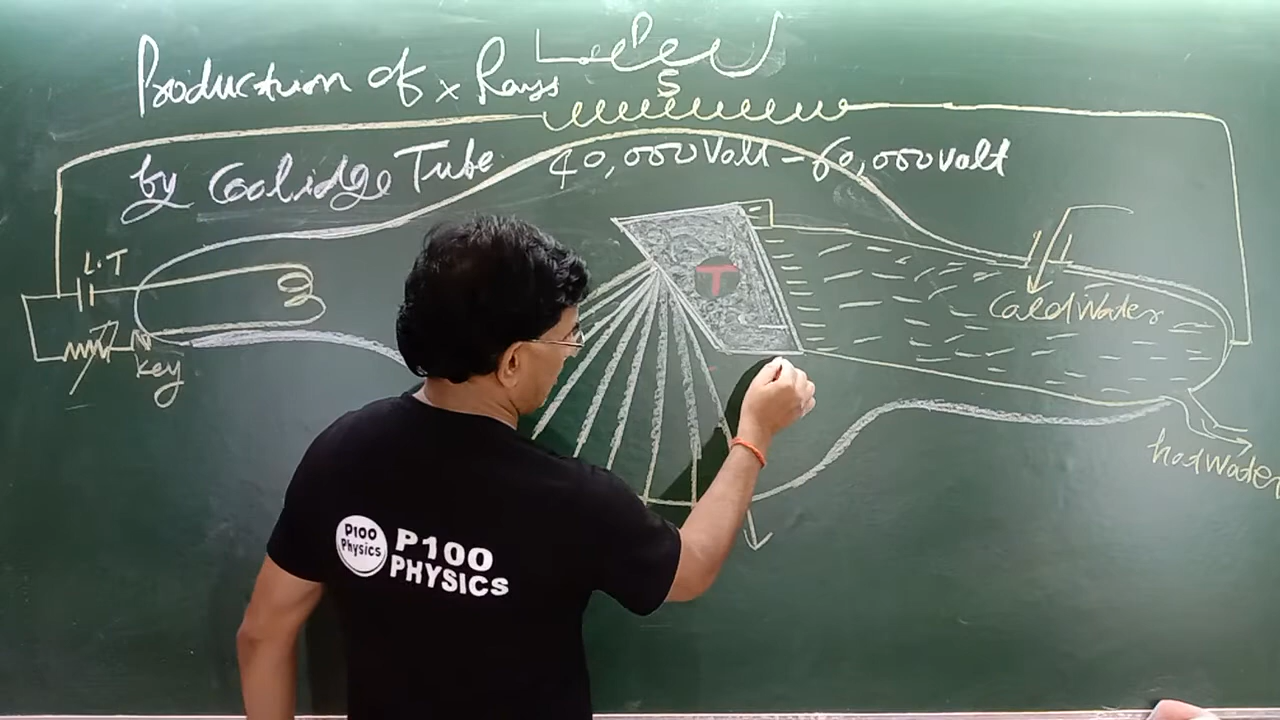 Production of x Rays
P
S
by Coolidge Tube 40,000 Volt - 60,000 Volt
L.T
T
Cold Water
Key
hot Water
P100
Physics
P100
PHYSICS